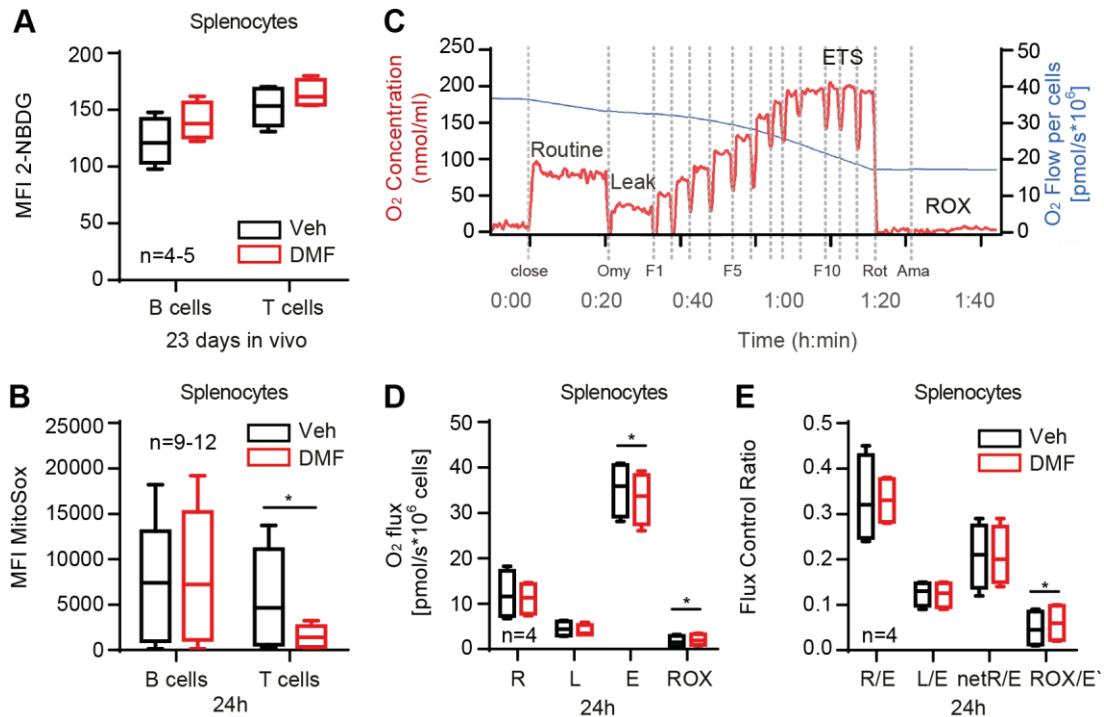 A
Splenocytes
MFI 2-NBDG
200
150
100
50
0
n=4-5
Veh
DMF
B cells
T cells
23 days in vivo
C
O2 Concentration
(nmol/ml)
250
200
150
100
50
0
50
40
30
20
10
0
O2 Flow per cells
[pmol/s*10^6]
Routine
Leak
ETS
ROX
close
Omy
F1
F5
F10
Rot
Ama
0:00
0:20
0:40
1:00
1:20
1:40
Time (h:min)
B
Splenocytes
MFI MitoSox
25000
20000
15000
10000
5000
0
n=9-12
Veh
DMF
*
B cells
T cells
24h
D
Splenocytes
O2 flux
[pmol/s*10^6 cells]
50
40
30
20
10
0
*
*
n=4
R
L
E
ROX
24h
E
Splenocytes
Flux Control Ratio
0.5
0.4
0.3
0.2
0.1
0.0
Veh
DMF
*
n=4
R/E
L/E
netR/E
ROX/E`
24h